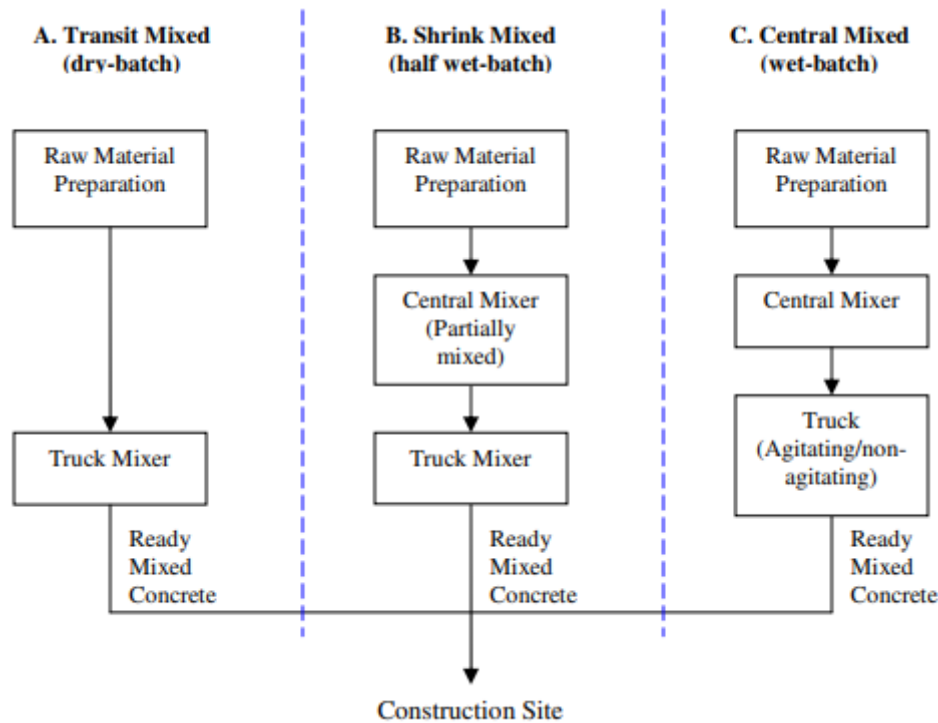 A. Transit Mixed
(dry-batch)
B. Shrink Mixed
(half wet-batch)
C. Central Mixed
(wet-batch)
Raw Material
Preparation
Raw Material
Preparation
Raw Material
Preparation
Central Mixer
(Partially
mixed)
Central Mixer
Truck Mixer
Truck Mixer
Truck
(Agitating/non-
agitating)
Ready
Mixed
Concrete
Ready
Mixed
Concrete
Ready
Mixed
Concrete
Construction Site